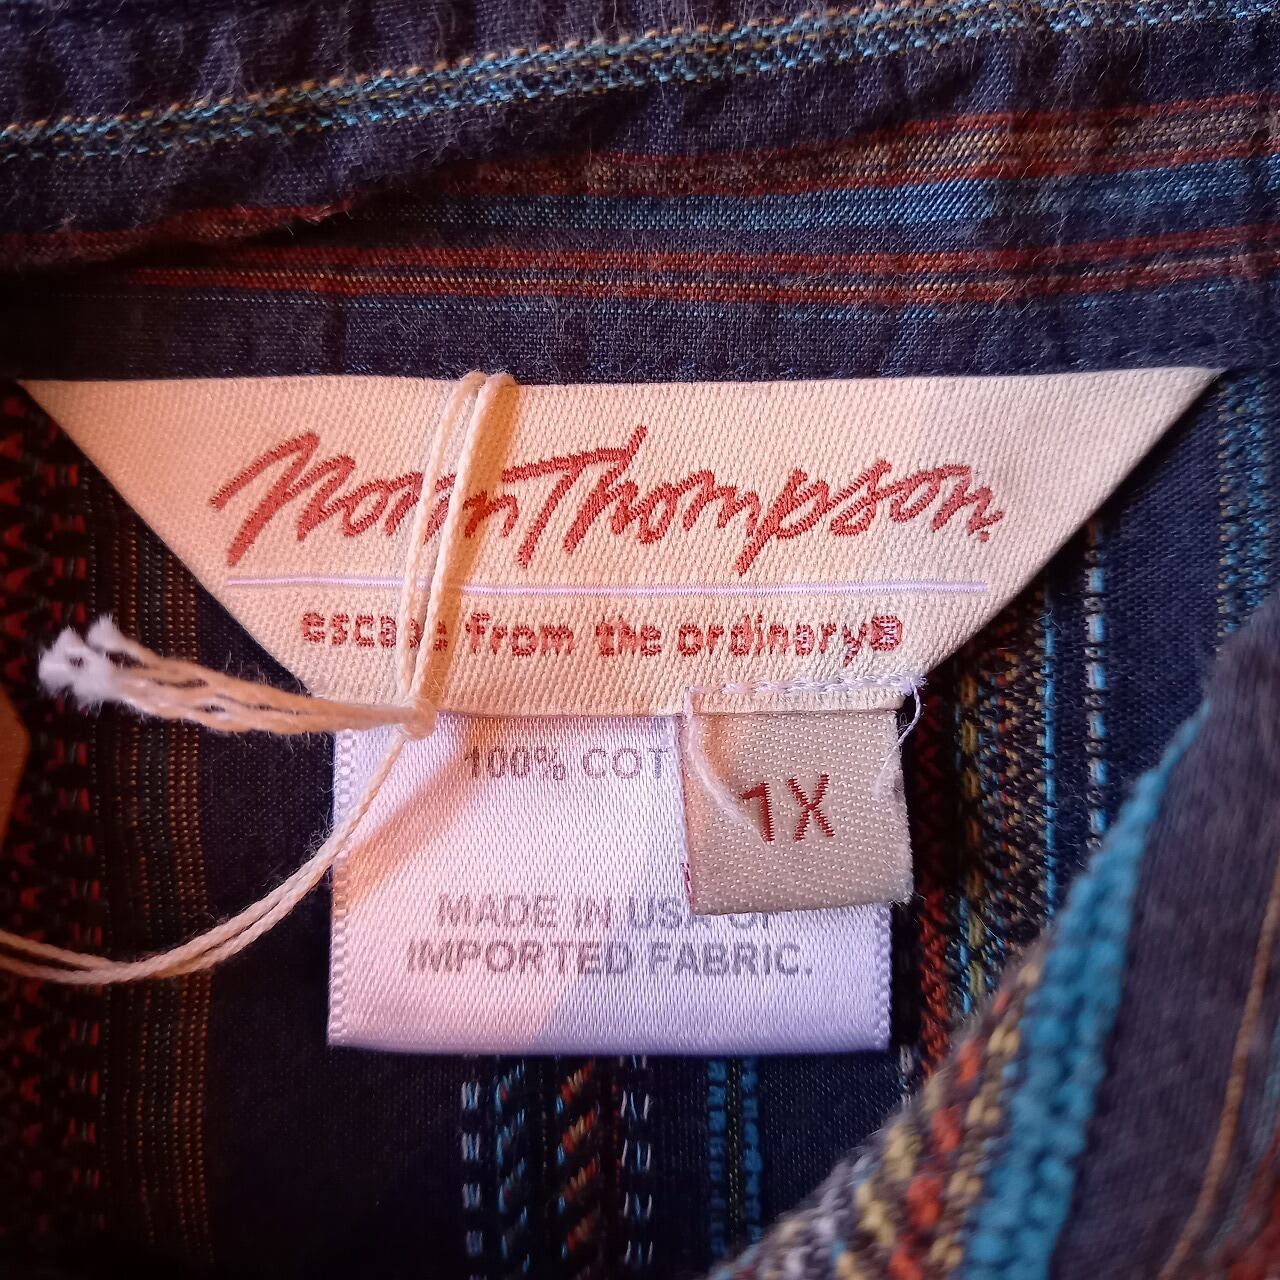 Norm Thompson
escape from the ordinary®
100% COT
1X
MADE IN USA OF
IMPORTED FABRIC.